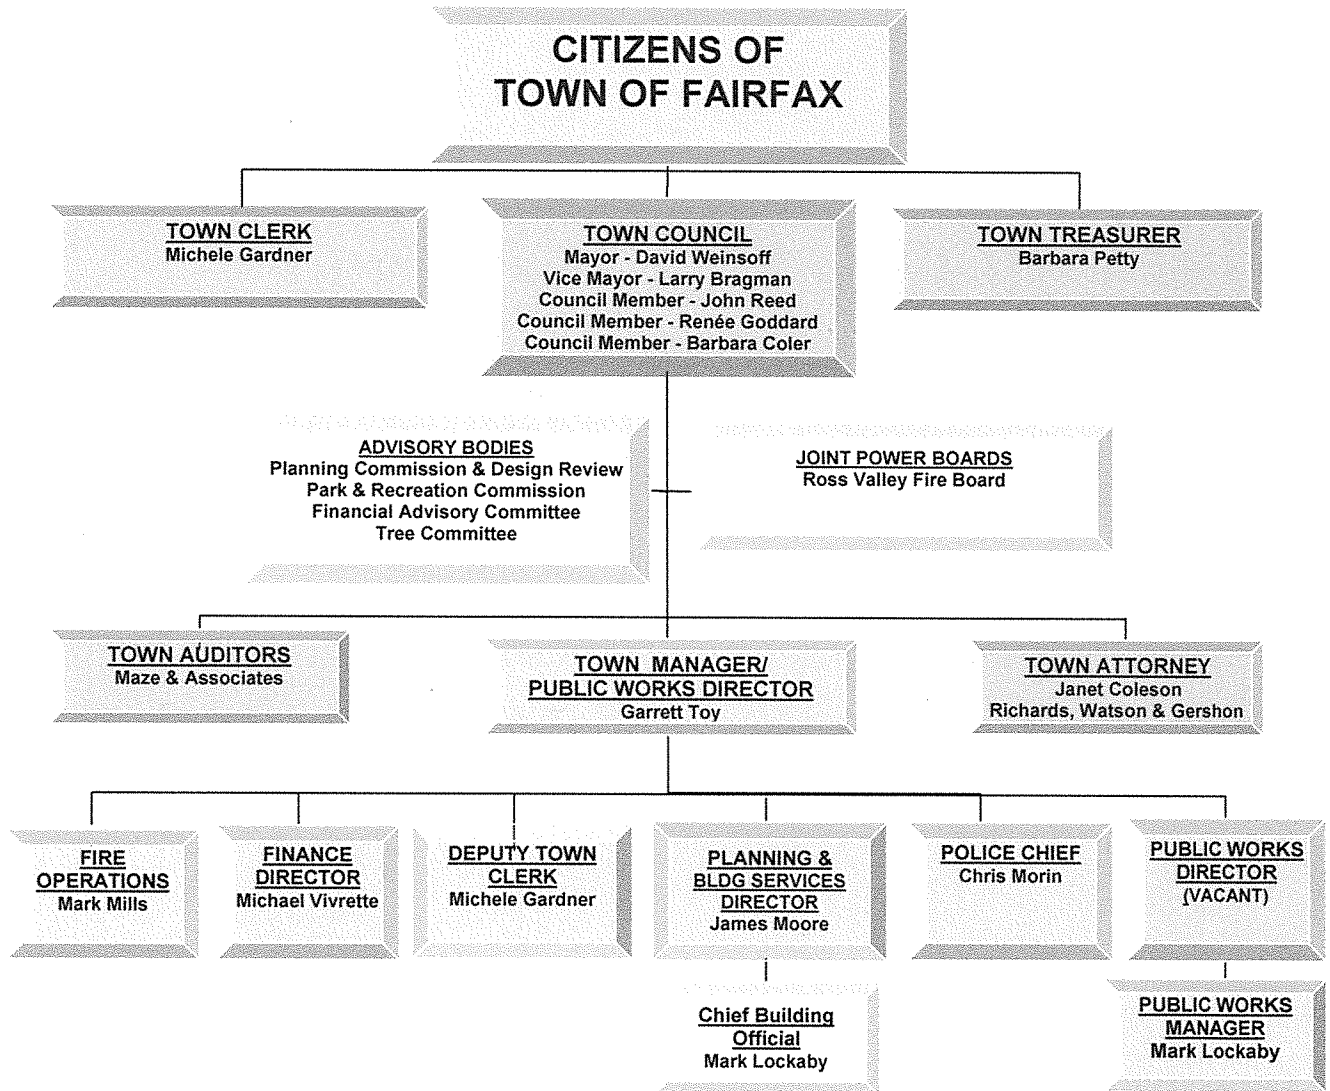 CITIZENS OF
TOWN OF FAIRFAX
TOWN CLERK
Michele Gardner
TOWN COUNCIL
Mayor - David Weinsoff
Vice Mayor - Larry Bragman
Council Member - John Reed
Council Member - Renée Goddard
Council Member - Barbara Coler
TOWN TREASURER
Barbara Petty
ADVISORY BODIES
Planning Commission & Design Review
Park & Recreation Commission
Financial Advisory Committee
Tree Committee
JOINT POWER BOARDS
Ross Valley Fire Board
TOWN AUDITORS
Maze & Associates
TOWN MANAGER/
PUBLIC WORKS DIRECTOR
Garrett Toy
TOWN ATTORNEY
Janet Coleson
Richards, Watson & Gershon
FIRE
OPERATIONS
Mark Mills
FINANCE
DIRECTOR
Michael Vivrette
DEPUTY TOWN
CLERK
Michele Gardner
PLANNING &
BLDG SERVICES
DIRECTOR
James Moore
POLICE CHIEF
Chris Morin
PUBLIC WORKS
DIRECTOR
(VACANT)
Chief Building
Official
Mark Lockaby
PUBLIC WORKS
MANAGER
Mark Lockaby